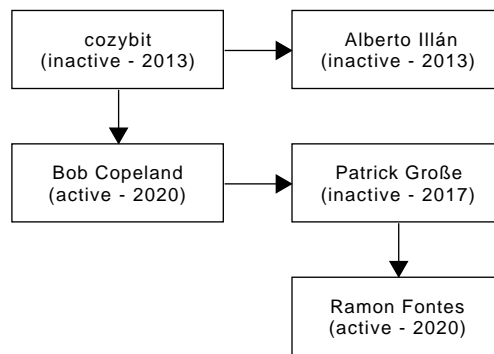 cozybit
(inactive - 2013)
Alberto Illán
(inactive - 2013)
Bob Copeland
(active - 2020)
Patrick Große
(inactive - 2017)
Ramon Fontes
(active - 2020)